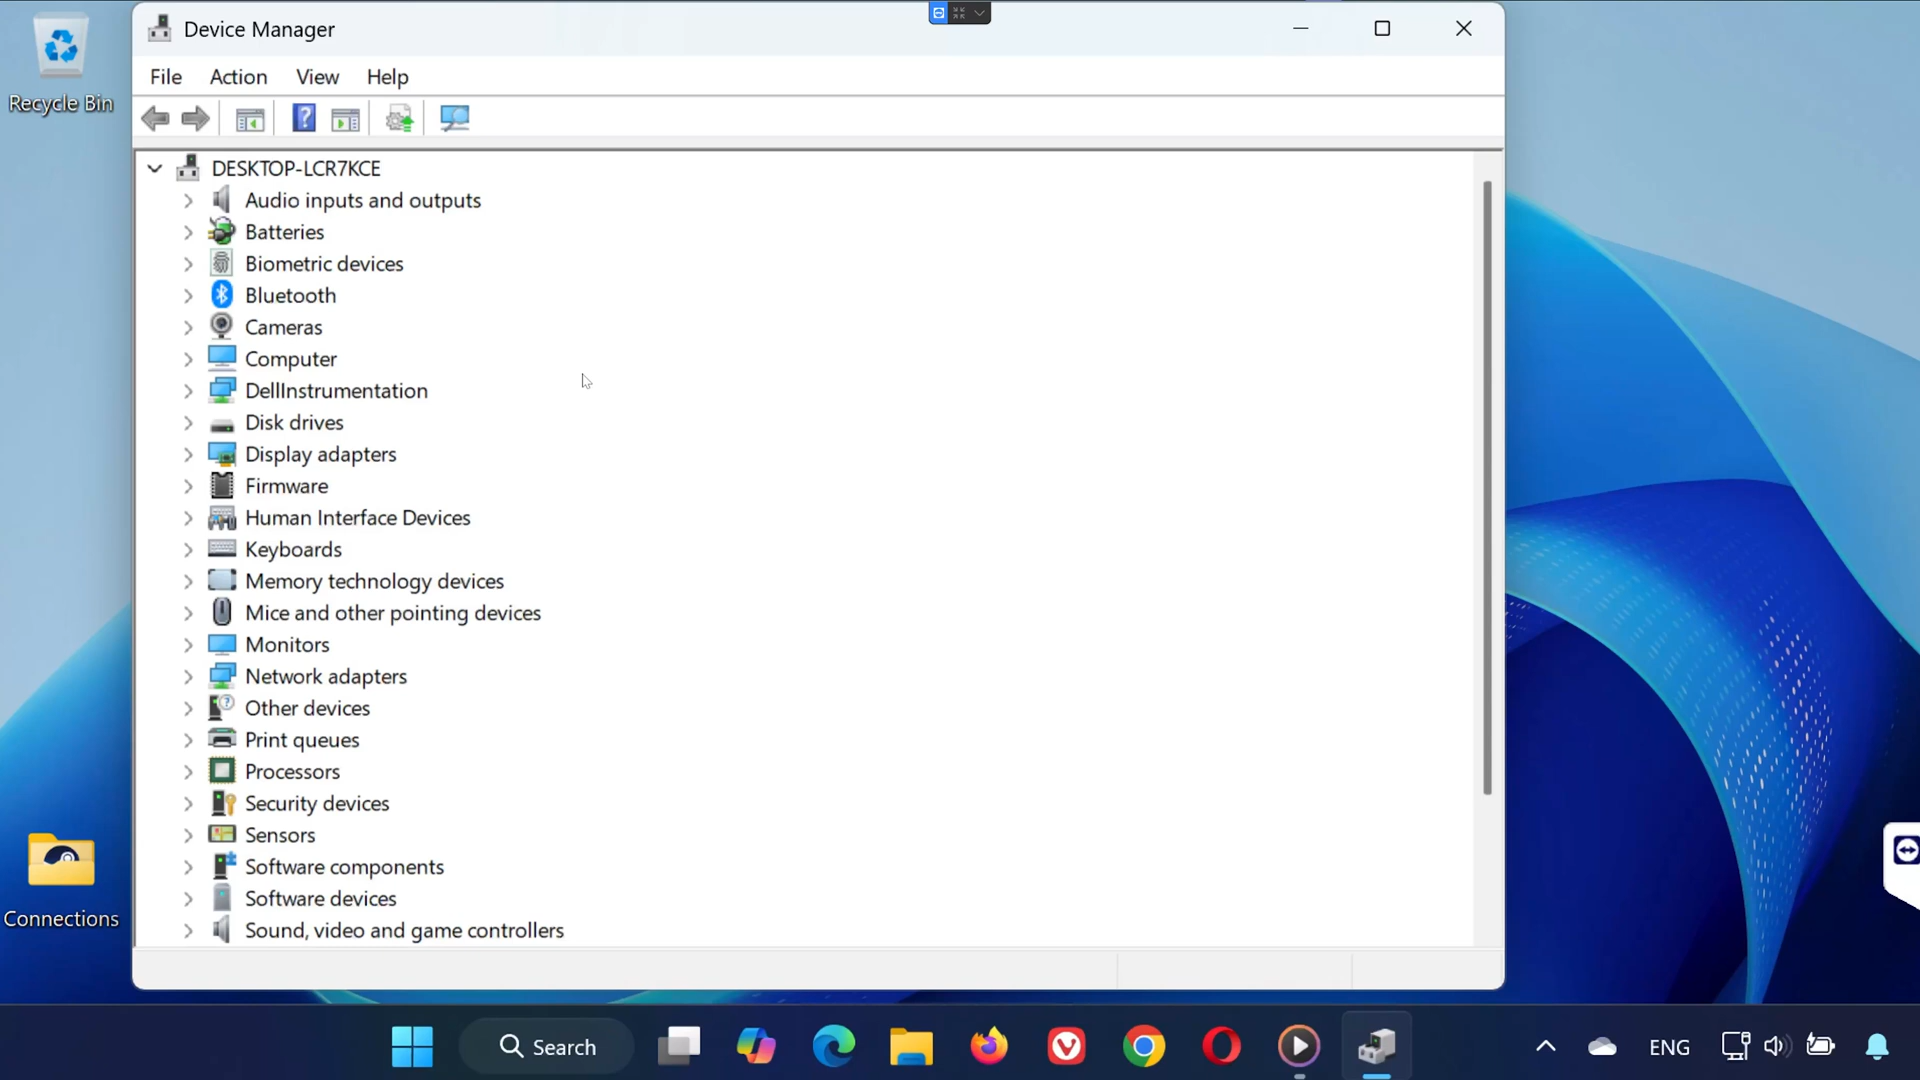 Device Manager
File Action View Help
DESKTOP-LCR7KCE
Audio inputs and outputs
Batteries
Biometric devices
Bluetooth
Cameras
Computer
DellInstrumentation
Disk drives
Display adapters
Firmware
Human Interface Devices
Keyboards
Memory technology devices
Mice and other pointing devices
Monitors
Network adapters
Other devices
Print queues
Processors
Security devices
Sensors
Software components
Software devices
Sound, video and game controllers
Recycle Bin
Connections
Search
ENG